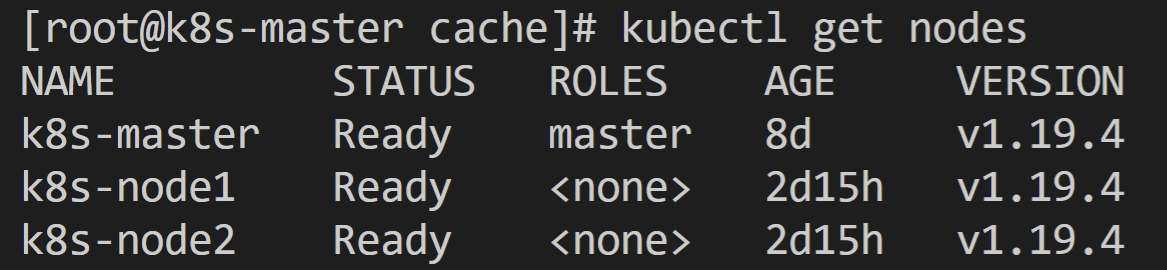 [root@k8s-master cache]# kubectl get nodes
NAME STATUS ROLES AGE VERSION
k8s-master Ready master 8d v1.19.4
k8s-node1 Ready <none> 2d15h v1.19.4
k8s-node2 Ready <none> 2d15h v1.19.4